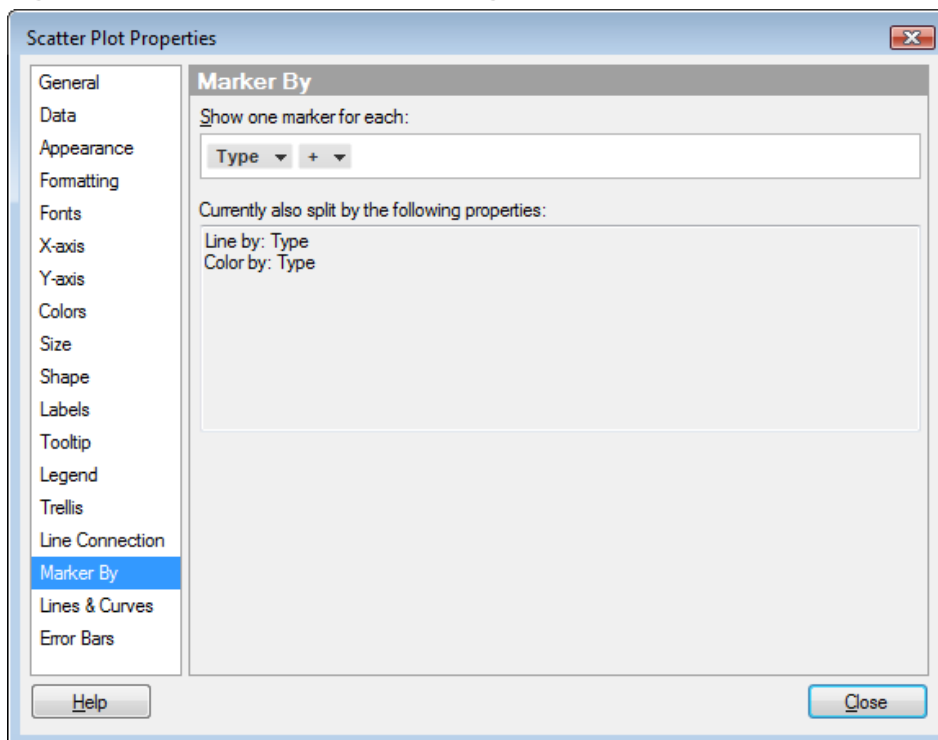 Scatter Plot Properties
General
Data
Appearance
Formatting
Fonts
X-axis
Y-axis
Colors
Size
Shape
Labels
Tooltip
Legend
Trellis
Line Connection
Marker By
Lines & Curves
Error Bars
Marker By
Show one marker for each:
Type +
Currently also split by the following properties:
Line by: Type
Color by: Type
Help
Close